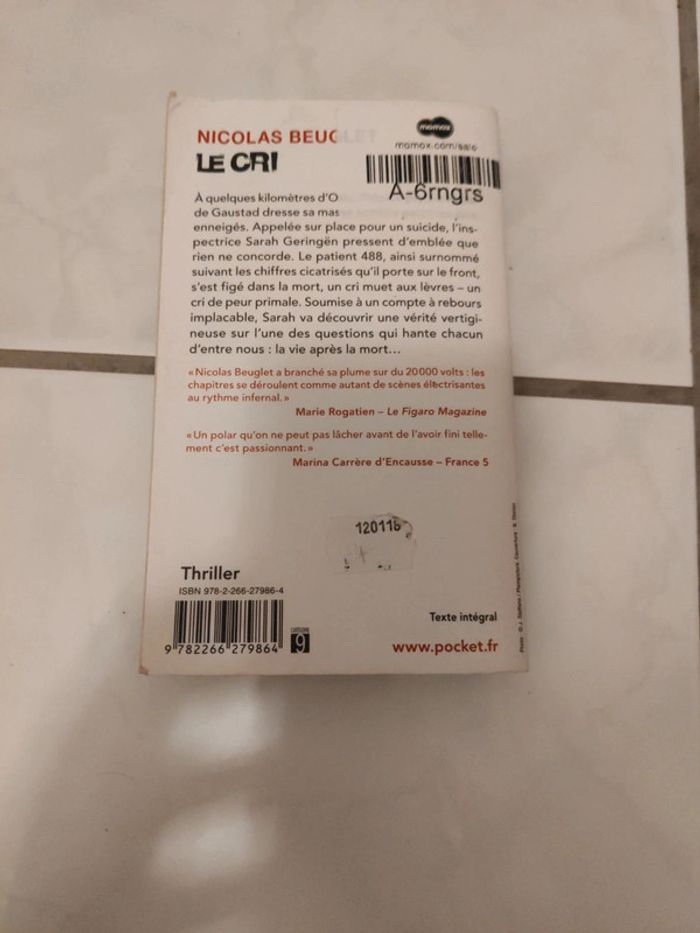 NICOLAS BEUGLET
LE CRI
momox
momox.com/sale
A-6rngrs
À quelques kilomètres d'O
de Gaustad dresse sa mas
enneigés. Appelée sur place pour un suicide, l'ins-
pectrice Sarah Geringën pressent d'emblée que
rien ne concorde. Le patient 488, ainsi surnommé
suivant les chiffres cicatrisés qu'il porte sur le front,
s'est figé dans la mort, un cri muet aux lèvres – un
cri de peur primale. Soumise à un compte à rebours
implacable, Sarah va découvrir une vérité vertigi-
neuse sur l'une des questions qui hante chacun
d'entre nous : la vie après la mort…
« Nicolas Beuglet a branché sa plume sur du 20 000 volts : les
chapitres se déroulent comme autant de scènes électrisantes
au rythme infernal. »
Marie Rogatien – Le Figaro Magazine
« Un polar qu'on ne peut pas lâcher avant de l'avoir fini telle-
ment c'est passionnant. »
Marina Carrère d'Encausse – France 5
120116
Thriller
ISBN 978-2-266-27986-4
9 782266 279864
9
Texte intégral
www.pocket.fr